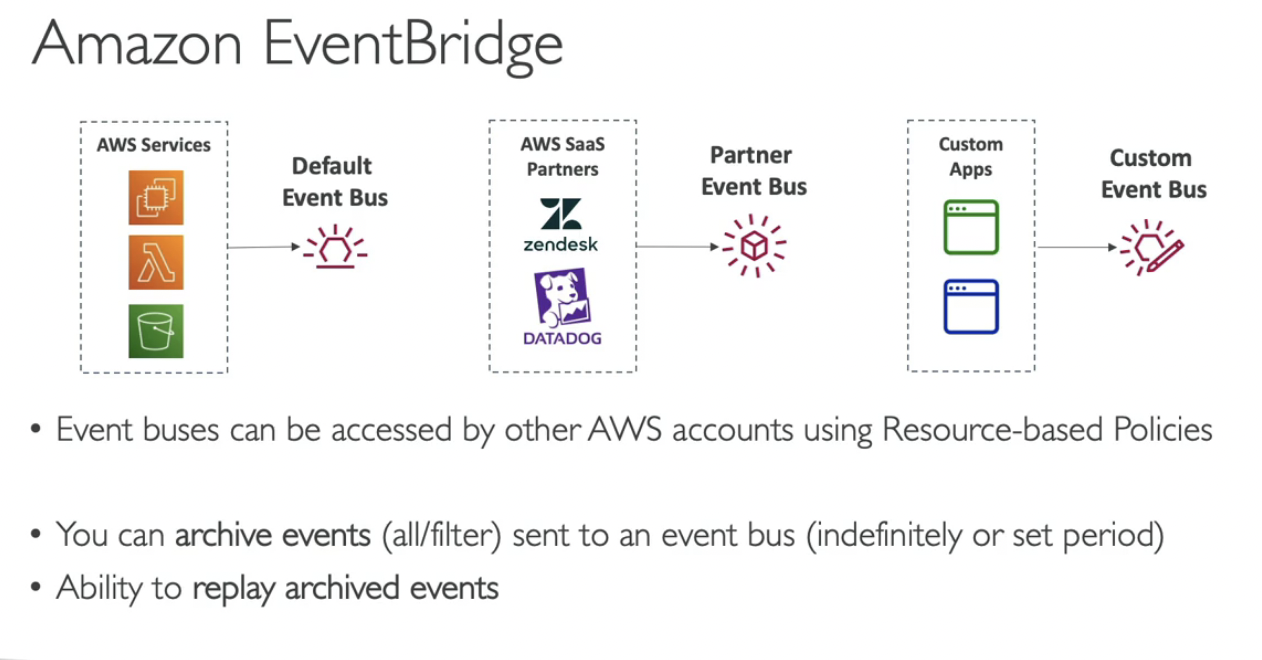 Amazon EventBridge
AWS Services
Default
Event Bus
AWS SaaS
Partners
zendesk
DATADOG
Partner
Event Bus
Custom
Apps
Custom
Event Bus
• Event buses can be accessed by other AWS accounts using Resource-based Policies
• You can archive events (all/filter) sent to an event bus (indefinitely or set period)
• Ability to replay archived events